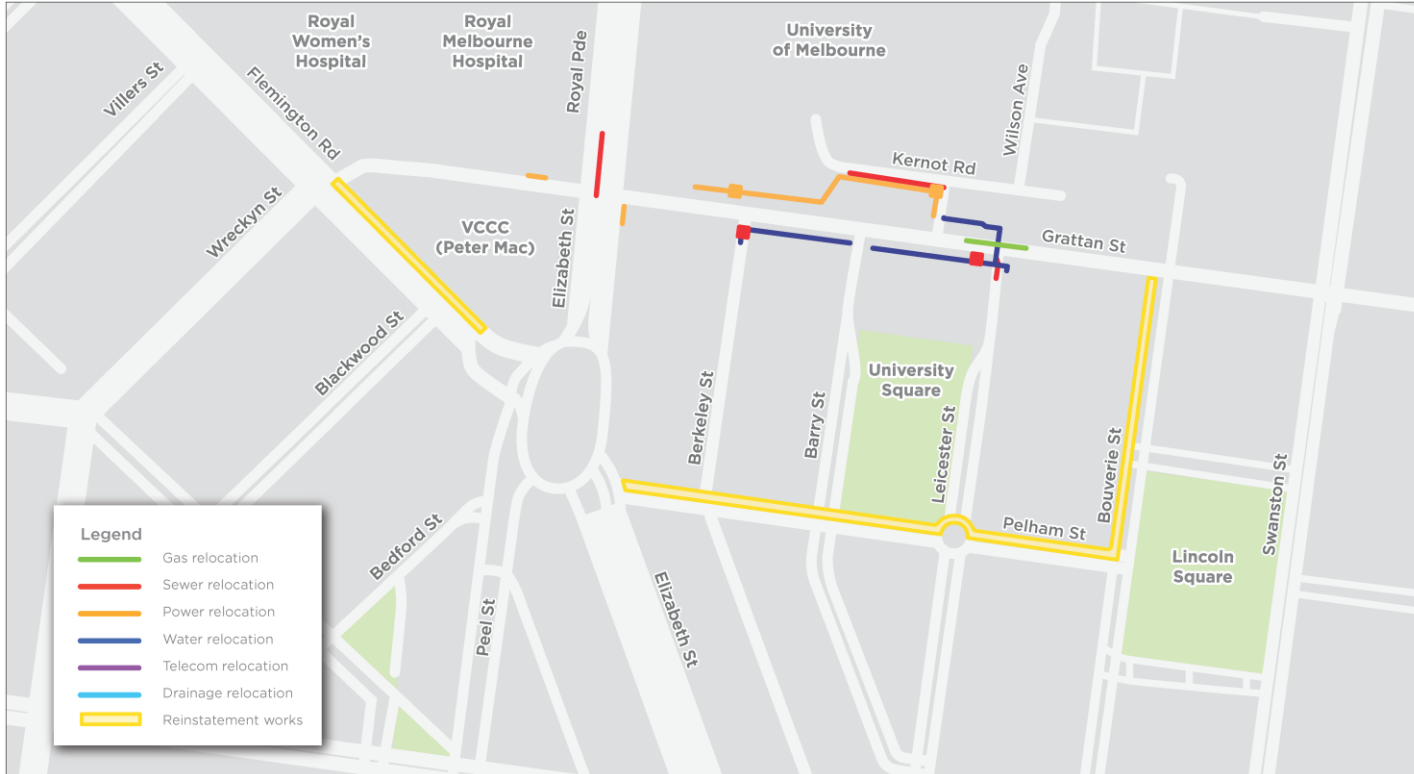 Royal
Women's
Hospital
Royal
Melbourne
Hospital
Royal Pde
University
of Melbourne
Wilson Ave
Villers St
Flemington Rd
Kernot Rd
Wreckyn St
VCCC
(Peter Mac)
Elizabeth St
Grattan St
Blackwood St
Berkeley St
Barry St
University
Square
Leicester St
Bouverie St
Swanston St
Pelham St
Lincoln
Square
Bedford St
Peel St
Elizabeth St
Legend
Gas relocation
Sewer relocation
Power relocation
Water relocation
Telecom relocation
Drainage relocation
Reinstatement works